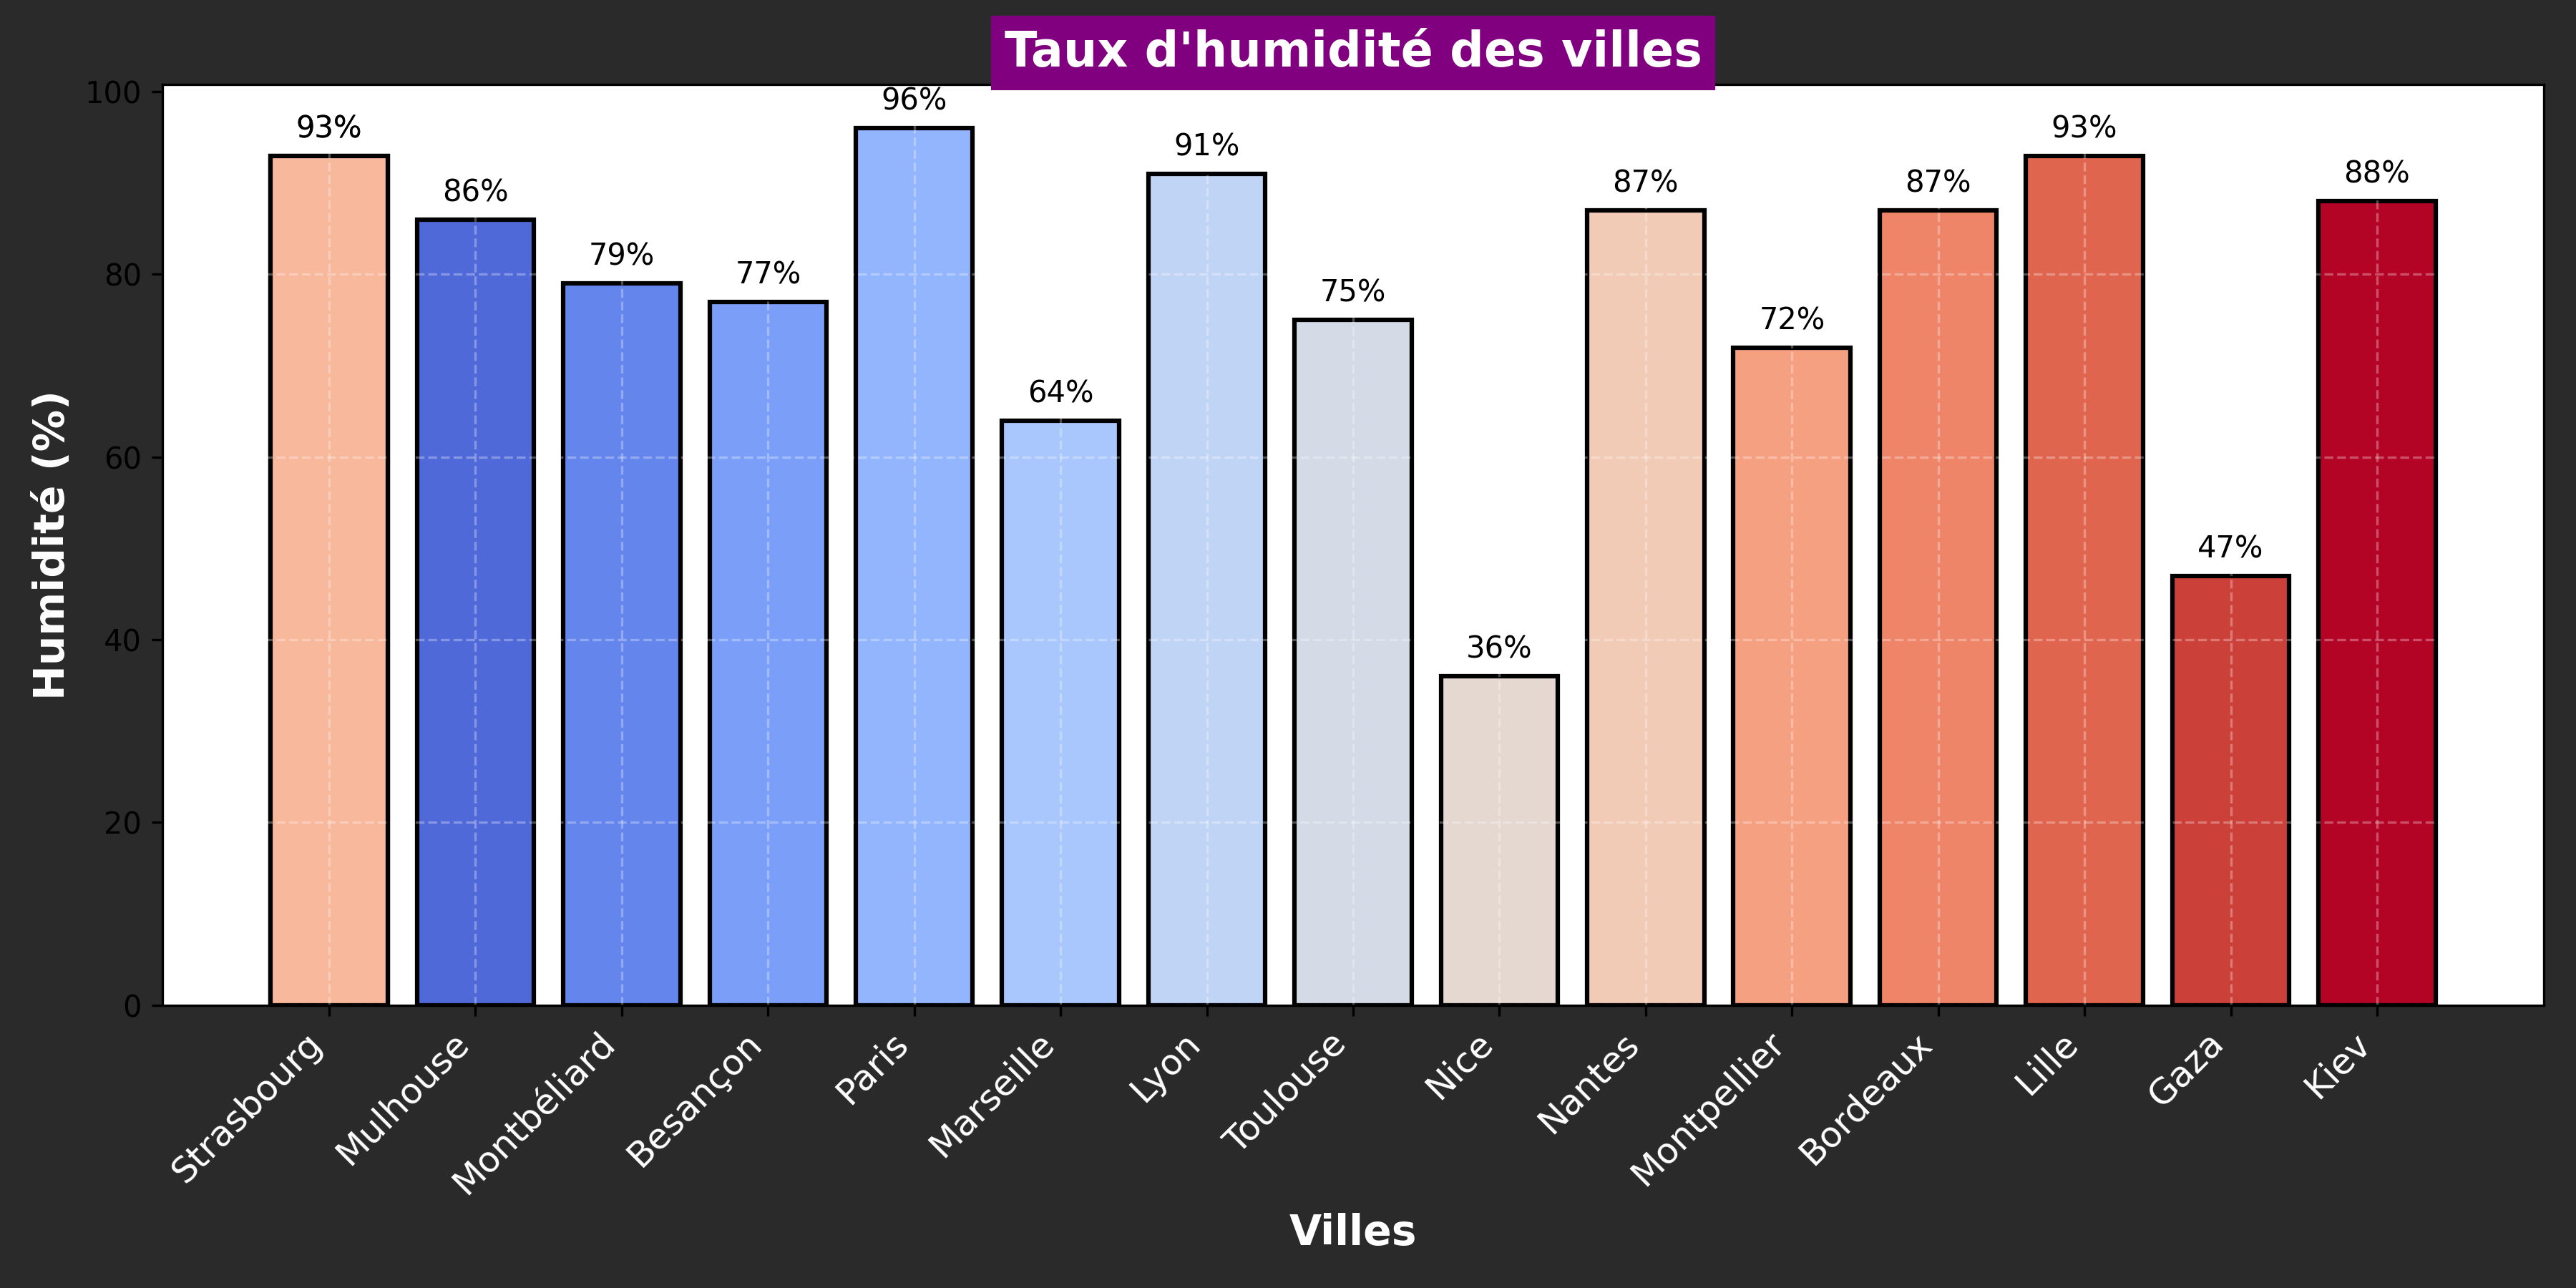 Taux d'humidité des villes
Humidité (%)
100
80
60
40
20
0
93%
86%
79%
77%
96%
64%
91%
75%
36%
87%
72%
87%
93%
47%
88%
Strasbourg
Mulhouse
Montbéliard
Besançon
Paris
Marseille
Lyon
Toulouse
Nice
Nantes
Montpellier
Bordeaux
Lille
Gaza
Kiev
Villes